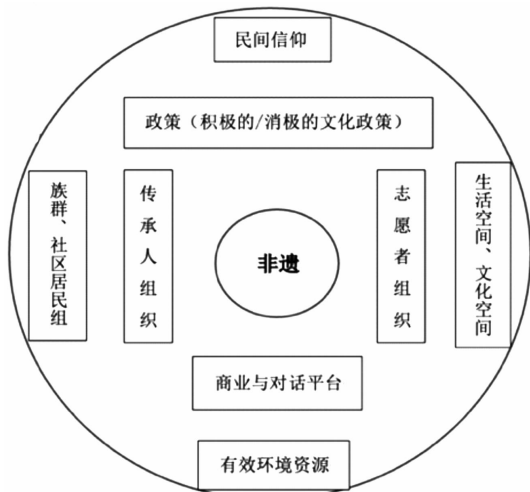 民间信仰
政策（积极的/消极的文化政策）
族群、社区居民组
传承人组织
非遗
志愿者组织
生活空间、文化空间
商业与对话平台
有效环境资源